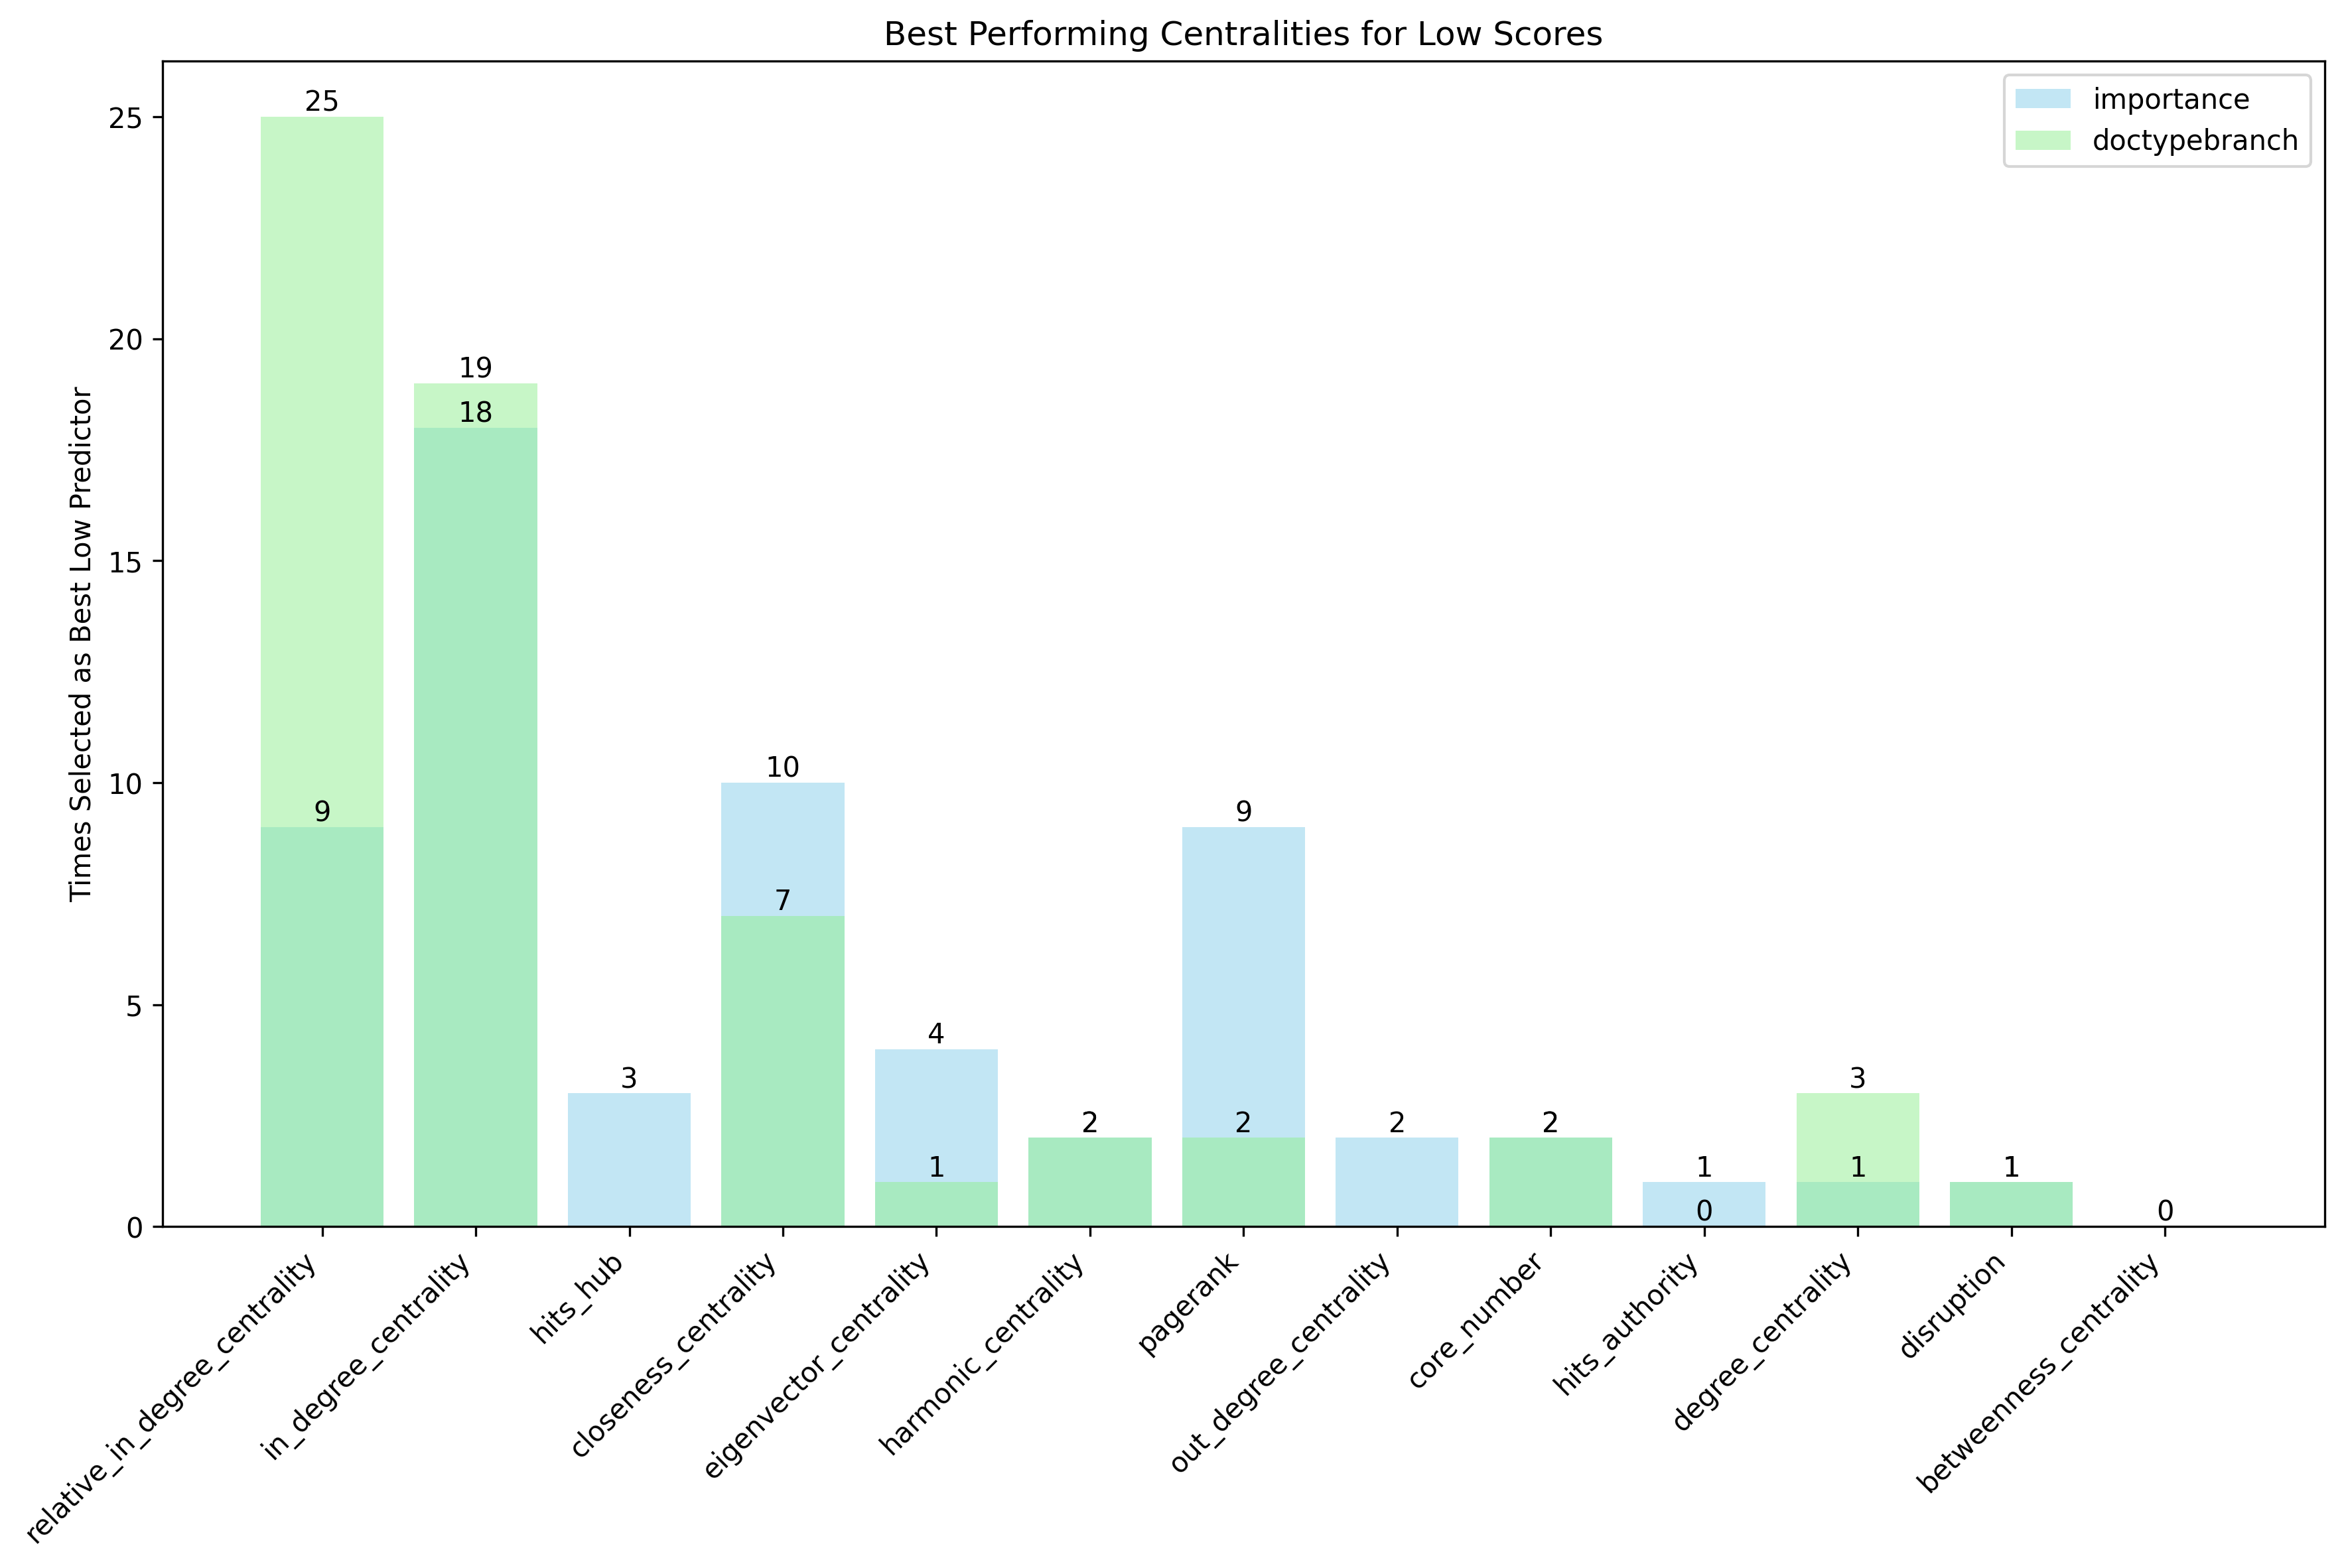 Best Performing Centralities for Low Scores
importance
doctypebranch
Times Selected as Best Low Predictor
25
20
15
10
5
0
25
9
19
18
3
10
7
4
1
2
9
2
2
2
1
0
3
1
1
0
relative_in_degree_centrality
in_degree_centrality
hits_hub
closeness_centrality
eigenvector_centrality
harmonic_centrality
pagerank
out_degree_centrality
core_number
hits_authority
degree_centrality
disruption
betweenness_centrality